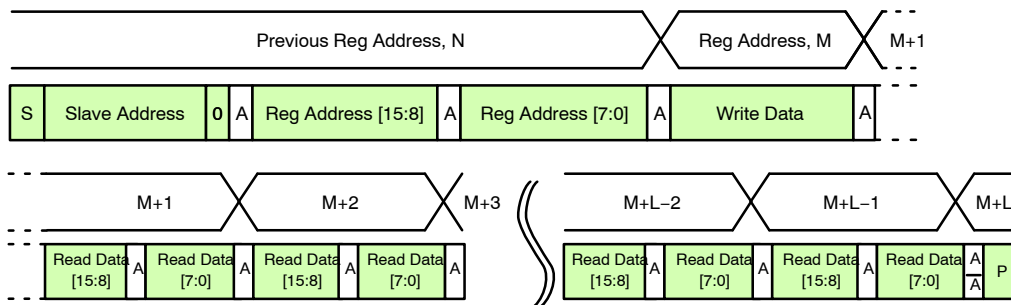 Previous Reg Address, N Reg Address, M M+1
S Slave Address 0 A Reg Address [15:8] A Reg Address [7:0] A Write Data A
M+1 M+2 M+3 M+L−2 M+L−1 M+L
Read Data A Read Data A Read Data A Read Data A Read Data A Read Data A Read Data A Read Data A P
[15:8] [7:0] [15:8] [7:0] [15:8] [7:0] [15:8] [7:0] A